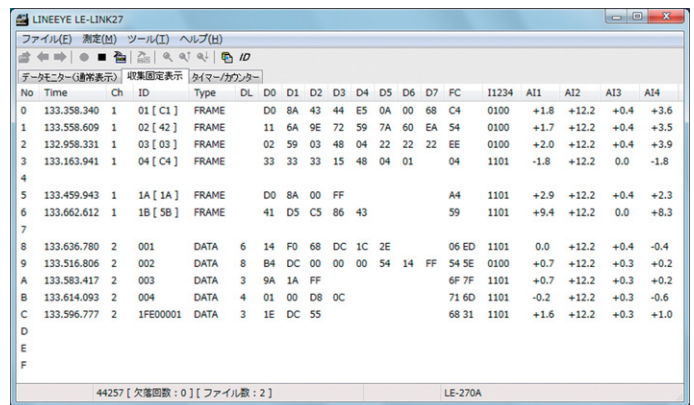 LINEEYE LE-LINK27
ファイル(F) 測定(M) ツール(T) ヘルプ(H)
ID
データモニター(通常表示) 収集固定表示 タイマー/カウンター
No Time Ch ID Type DL D0 D1 D2 D3 D4 D5 D6 D7 FC I1234 AI1 AI2 AI3 AI4
0 133.358.340 1 01 [ C1 ] FRAME D0 8A 43 44 E5 0A 00 68 C4 0100 +1.8 +12.2 +0.4 +3.6
1 133.558.609 1 02 [ 42 ] FRAME 11 6A 9E 72 59 7A 60 EA 54 0100 +1.7 +12.2 +0.4 +3.5
2 132.958.331 1 03 [ 03 ] FRAME 02 59 03 48 04 22 22 22 EE 0100 +2.0 +12.2 +0.4 +3.9
3 133.163.941 1 04 [ C4 ] FRAME 33 33 33 15 48 04 01 04 1101 -1.8 +12.2 0.0 -1.8
4
5 133.459.943 1 1A [ 1A ] FRAME D0 8A 00 FF A4 1101 +2.9 +12.2 +0.4 +2.3
6 133.662.612 1 1B [ 5B ] FRAME 41 D5 C5 86 43 59 1101 +9.4 +12.2 0.0 +8.3
7
8 133.636.780 2 001 DATA 6 14 F0 68 DC 1C 2E 06 ED 1101 0.0 +12.2 +0.4 -0.4
9 133.516.806 2 002 DATA 8 B4 DC 00 00 00 54 14 FF 54 5E 0100 +0.7 +12.2 +0.3 +0.2
A 133.583.417 2 003 DATA 3 9A 1A FF 6F 7F 1101 +0.7 +12.2 +0.3 +0.2
B 133.614.093 2 004 DATA 4 01 00 D8 0C 71 6D 1101 -0.2 +12.2 +0.3 -0.6
C 133.596.777 2 1FE00001 DATA 3 1E DC 55 68 31 1101 +1.6 +12.2 +0.3 +1.0
D
E
F
44257 [ 欠落回数 : 0 ] [ ファイル数 : 2 ] LE-270A